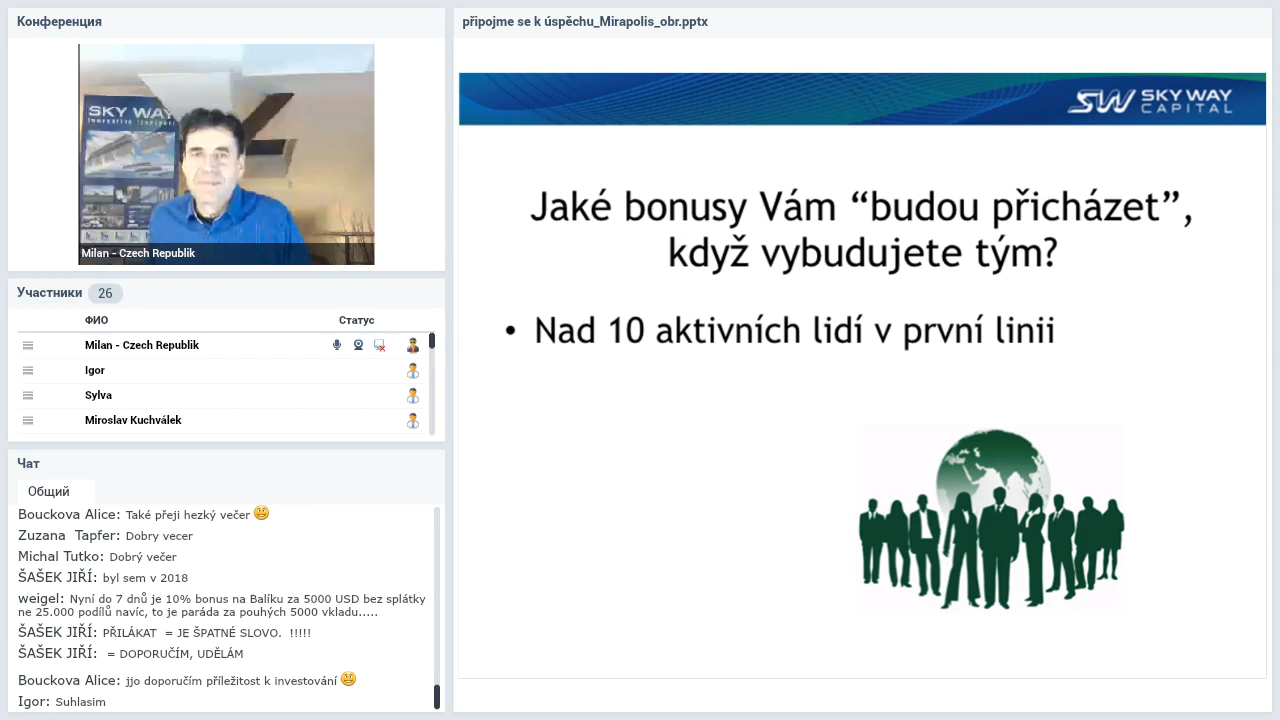 Конференция
SKY WAY
Milan - Czech Republik
Участники 26
ФИО Статус
Milan - Czech Republik
Igor
Sylva
Miroslav Kuchválek
Чат
Общий
Bouckova Alice: Také přeji hezký večer
Zuzana Tapfer: Dobry vecer
Michal Tutko: Dobrý večer
ŠAŠEK JIŘÍ: byl sem v 2018
weigel: Nyní do 7 dnů je 10% bonus na Balíku za 5000 USD bez splátky
ne 25.000 podílů navíc, to je paráda za pouhých 5000 vkladu.....
ŠAŠEK JIŘÍ: PŘILÁKAT = JE ŠPATNÉ SLOVO. !!!!!
ŠAŠEK JIŘÍ: = DOPORUČÍM, UDĚLÁM
Bouckova Alice: jjo doporučím příležitost k investování
Igor: Suhlasim
připojme se k úspěchu_Mirapolis_obr.pptx
SW SKY WAY
CAPITAL
Jaké bonusy Vám “budou přicházet”,
když vybudujete tým?
• Nad 10 aktivních lidí v první linii